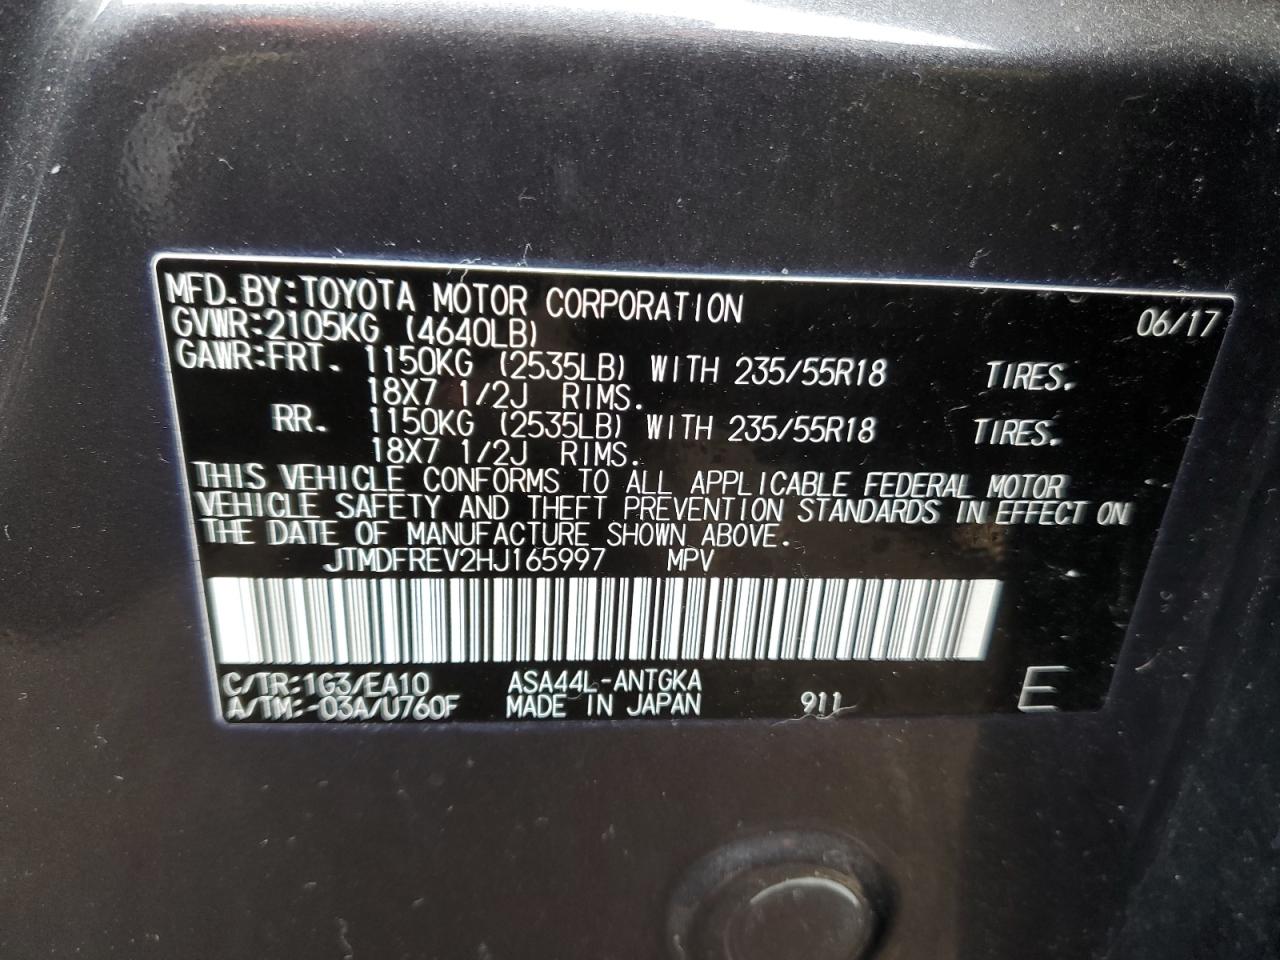 MFD.BY:TOYOTA MOTOR CORPORATION 06/17
GVWR:2105KG (4640LB)
GAWR:FRT. 1150KG (2535LB) WITH 235/55R18 TIRES.
18X7 1/2J RIMS.
RR. 1150KG (2535LB) WITH 235/55R18 TIRES.
18X7 1/2J RIMS.
THIS VEHICLE CONFORMS TO ALL APPLICABLE FEDERAL MOTOR
VEHICLE SAFETY AND THEFT PREVENTION STANDARDS IN EFFECT ON
THE DATE OF MANUFACTURE SHOWN ABOVE.
JTMDFREV2HJ165997 MPV
C/TR:1G3/EA10 ASA44L-ANTGKA
A/TM:-03A/U760F MADE IN JAPAN 911 E